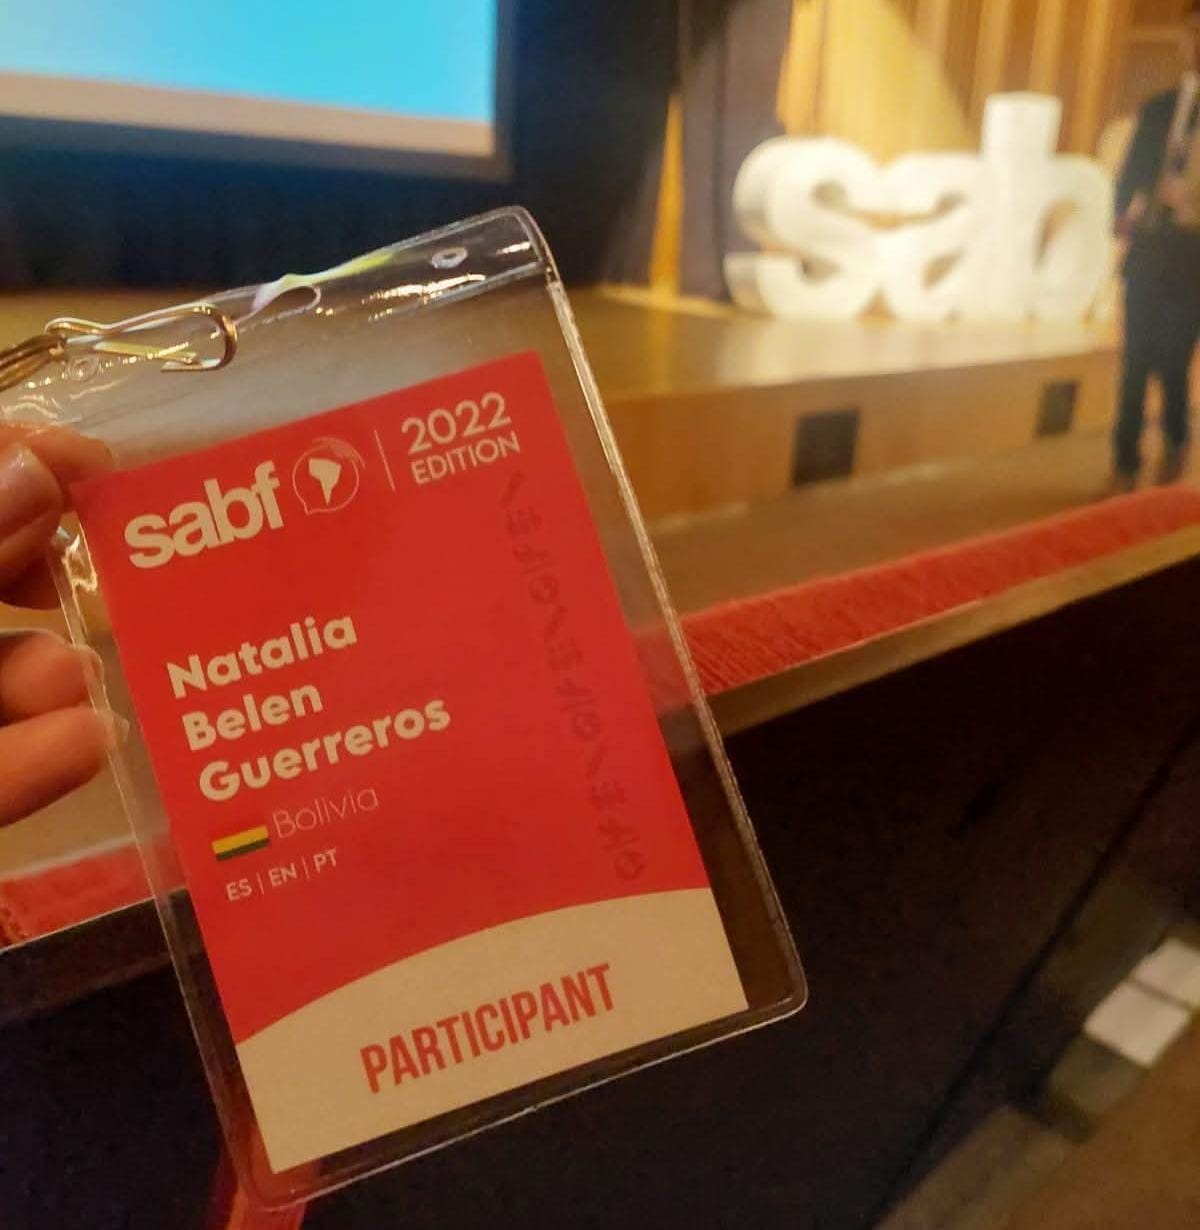 sab
sabf
2022
EDITION
Natalia
Belen
Guerreros
Bolivia
ES | EN | PT
PARTICIPANT